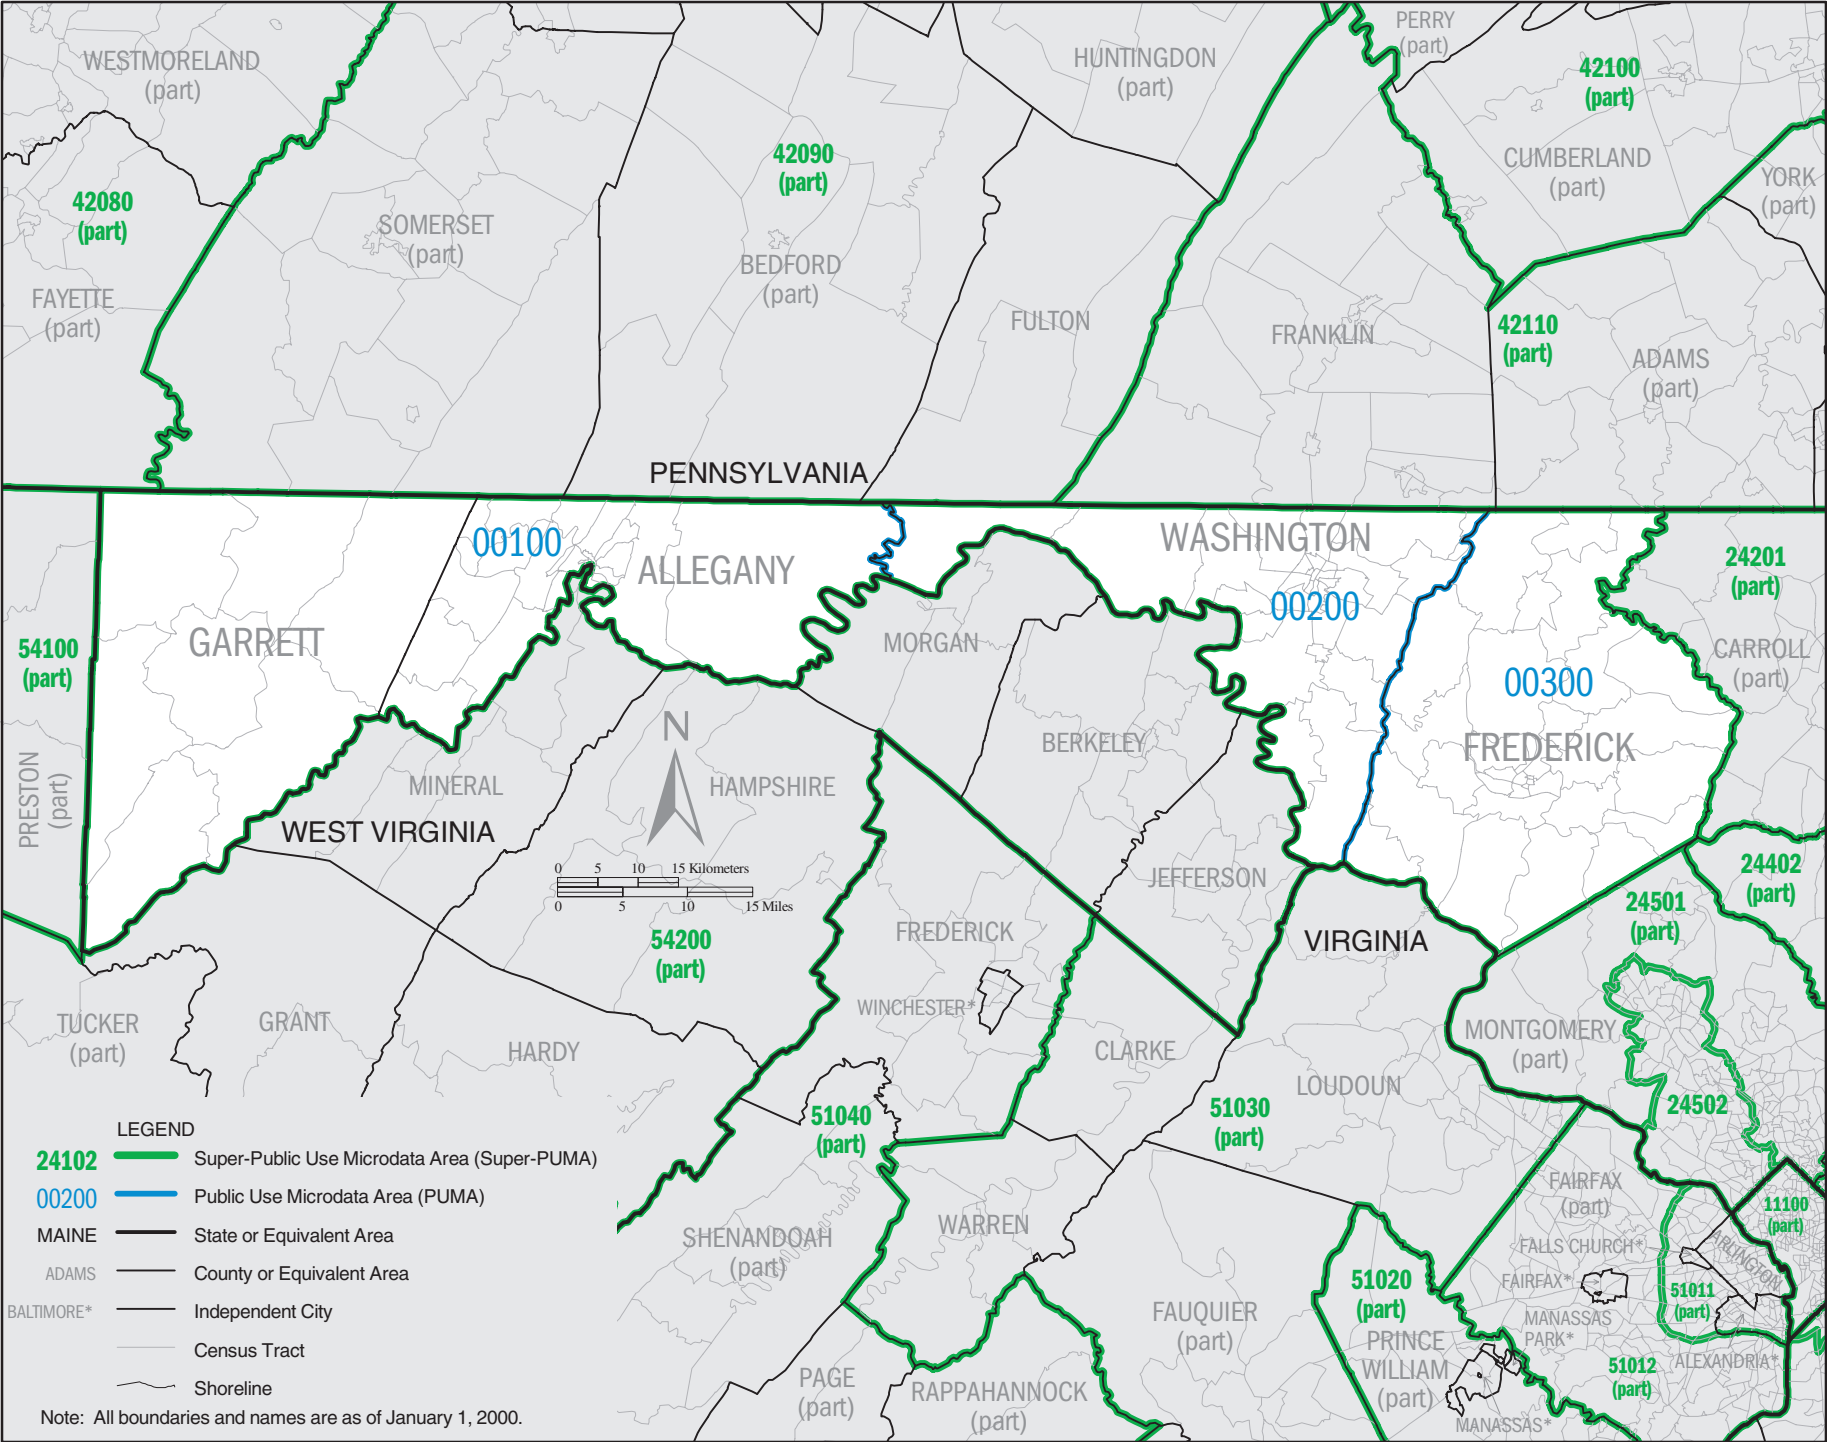 WESTMORELAND
(part)
HUNTINGDON
(part)
PERRY
(part)
42100
(part)
42090
(part)
CUMBERLAND
(part)
YORK
(part)
42080
(part)
SOMERSET
(part)
BEDFORD
(part)
FAYETTE
(part)
FULTON
FRANKLIN
42110
(part)
ADAMS
(part)
PENNSYLVANIA
00100
ALLEGANY
WASHINGTON
00200
24201
(part)
GARRETT
MORGAN
54100
(part)
CARROLL
(part)
00300
FREDERICK
PRESTON
(part)
MINERAL
N
HAMPSHIRE
BERKELEY
WEST VIRGINIA
0 5 10 15 Kilometers
0 5 10 15 Miles
JEFFERSON
24402
(part)
24501
(part)
54200
(part)
FREDERICK
VIRGINIA
WINCHESTER*
TUCKER
(part)
GRANT
HARDY
CLARKE
MONTGOMERY
(part)
LOUDOUN
51040
(part)
51030
(part)
24502
FAIRFAX
(part)
11100
(part)
SHENANDOAH
(part)
WARREN
FALLS CHURCH*
ARLINGTON
FAIRFAX*
51020
(part)
51011
(part)
FAUQUIER
(part)
MANASSAS
PARK*
PRINCE
WILLIAM
(part)
51012
(part)
ALEXANDRIA*
PAGE
(part)
RAPPAHANNOCK
(part)
MANASSAS*
LEGEND
24102 Super-Public Use Microdata Area (Super-PUMA)
00200 Public Use Microdata Area (PUMA)
MAINE State or Equivalent Area
ADAMS County or Equivalent Area
BALTIMORE* Independent City
Census Tract
Shoreline
Note: All boundaries and names are as of January 1, 2000.